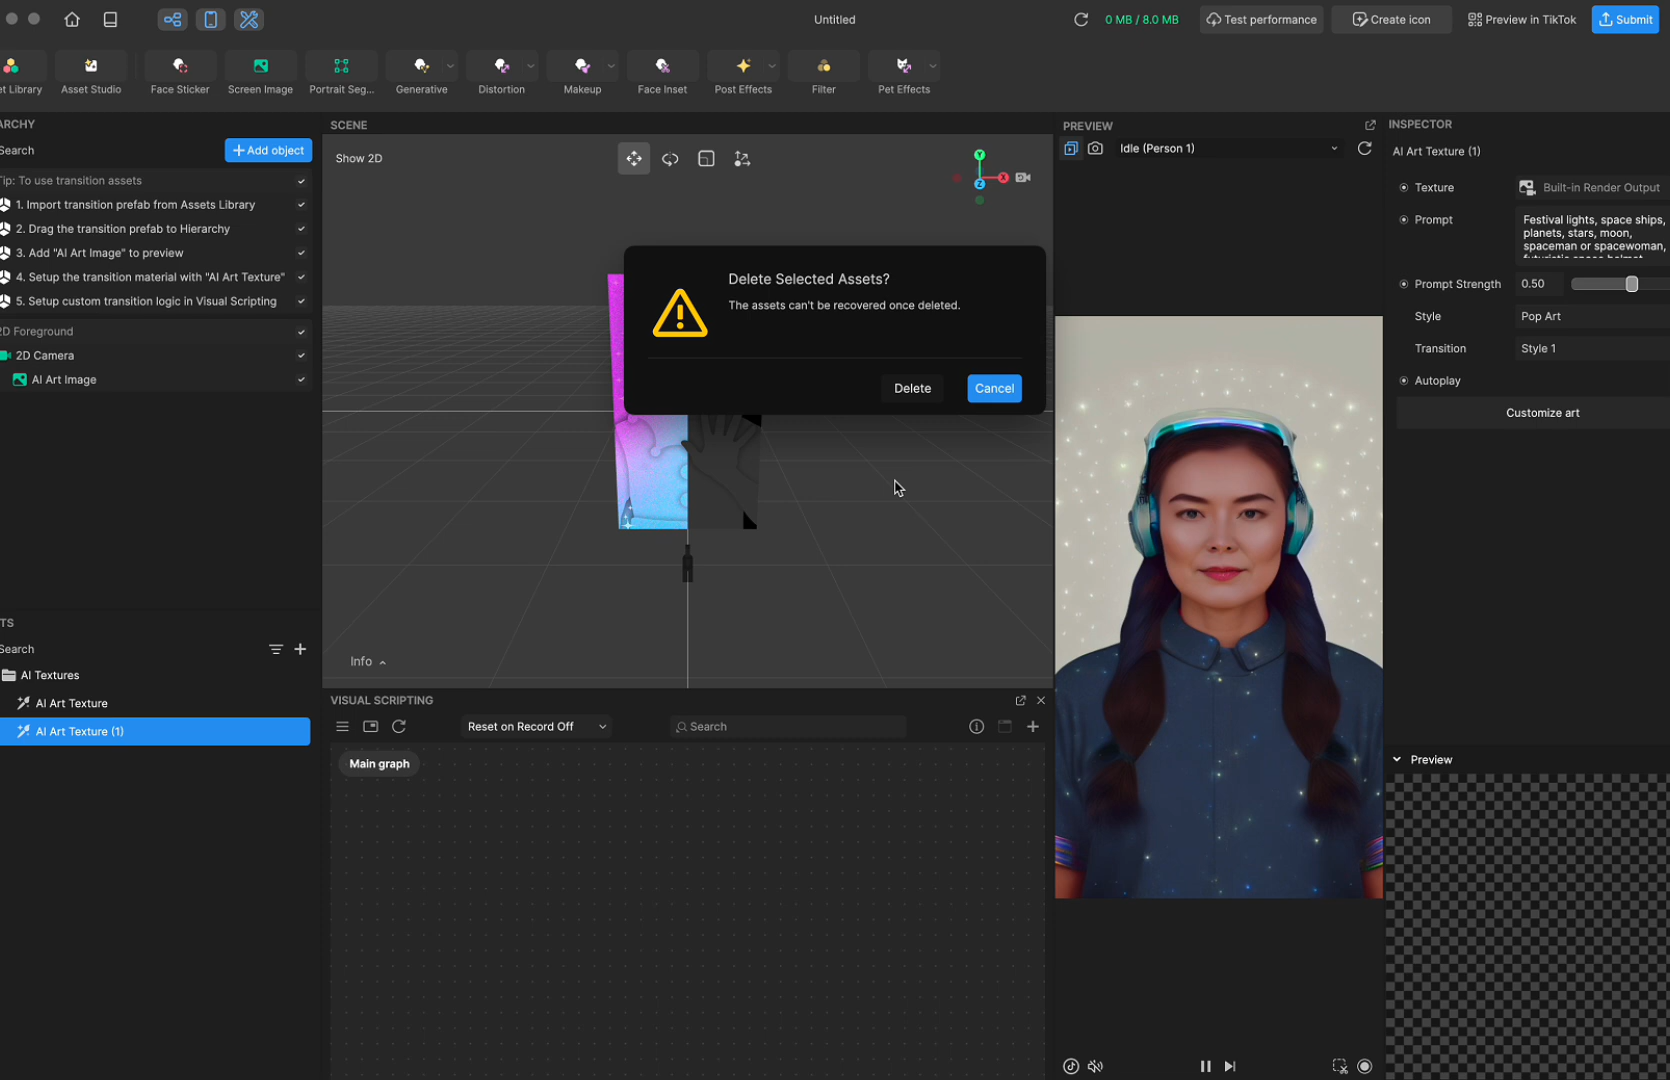 Untitled
0 MB / 8.0 MB
Test performance
Create icon
Preview in TikTok
Submit
et Library
Asset Studio
Face Sticker
Screen Image
Portrait Seg...
Generative
Distortion
Makeup
Face Inset
Post Effects
Filter
Pet Effects
ARCHY
Search
Add object
Tip: To use transition assets
1. Import transition prefab from Assets Library
2. Drag the transition prefab to Hierarchy
3. Add "AI Art Image" to preview
4. Setup the transition material with "AI Art Texture"
5. Setup custom transition logic in Visual Scripting
2D Foreground
2D Camera
AI Art Image
TS
Search
AI Textures
AI Art Texture
AI Art Texture (1)
SCENE
Show 2D
Y
X
Z
Delete Selected Assets?
The assets can't be recovered once deleted.
Delete
Cancel
Info
VISUAL SCRIPTING
Reset on Record Off
Search
Main graph
PREVIEW
Idle (Person 1)
INSPECTOR
AI Art Texture (1)
Texture
Built-in Render Output
Prompt
Festival lights, space ships,
planets, stars, moon,
spaceman or spacewoman,
futuristic space helmet
Prompt Strength
0.50
Style
Pop Art
Transition
Style 1
Autoplay
Customize art
Preview